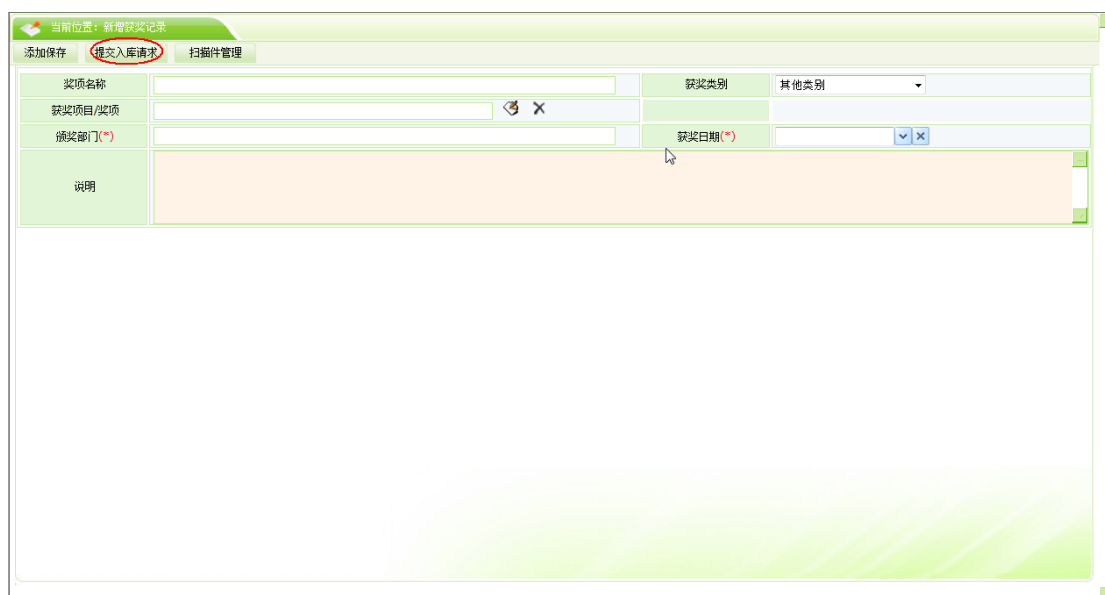 当前位置：新增获奖记录
添加保存 提交入库请求 扫描件管理
奖项名称 获奖类别 其他类别
获奖项目/奖项
颁奖部门(*) 获奖日期(*)
说明